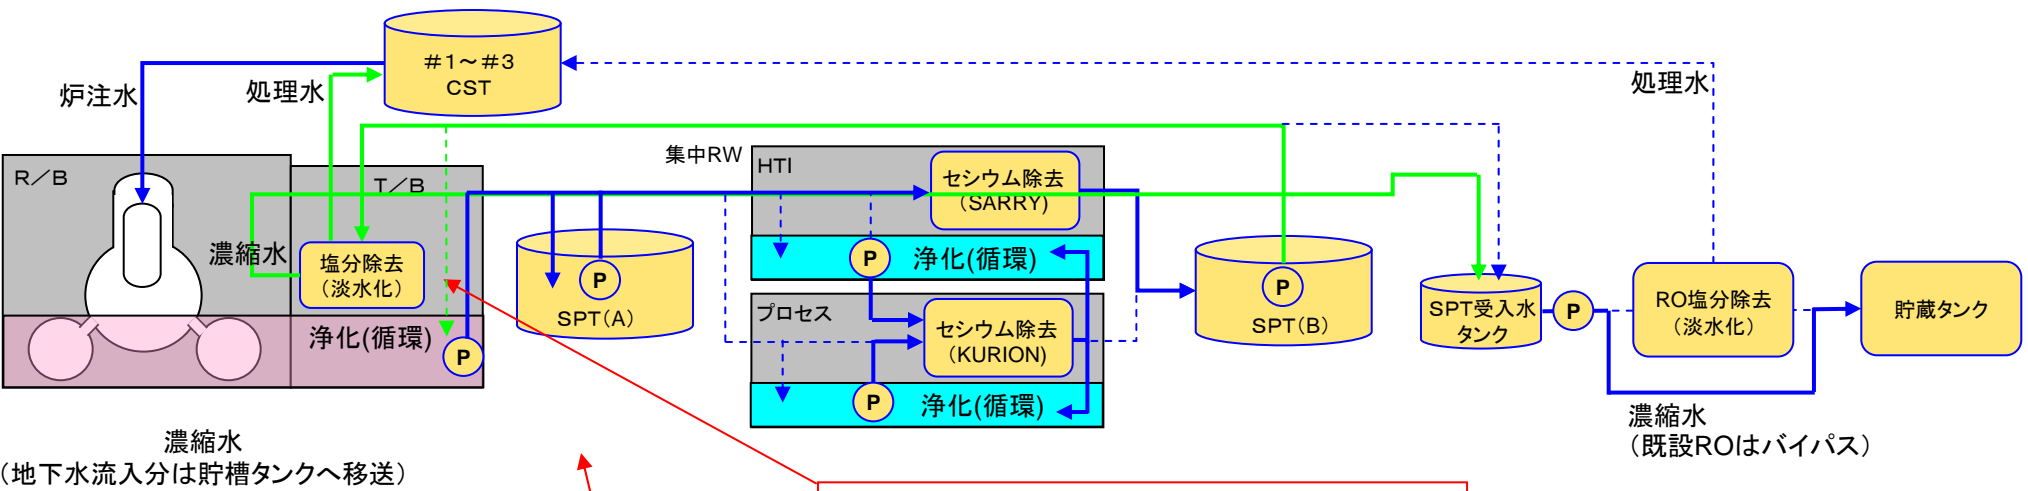 ＃1～＃3
CST
炉注水
処理水
処理水
R／B
T／B
集中RW
HTI
セシウム除去
（SARRY）
濃縮水
塩分除去
（淡水化）
P
SPT（A）
P
浄化(循環)
P
SPT（B）
SPT受入水
タンク
P
RO塩分除去
（淡水化）
貯蔵タンク
浄化(循環)
P
プロセス
セシウム除去
（KURION）
P
浄化(循環)
濃縮水
（地下水流入分は貯槽タンクへ移送）
濃縮水
（既設ROはバイパス）